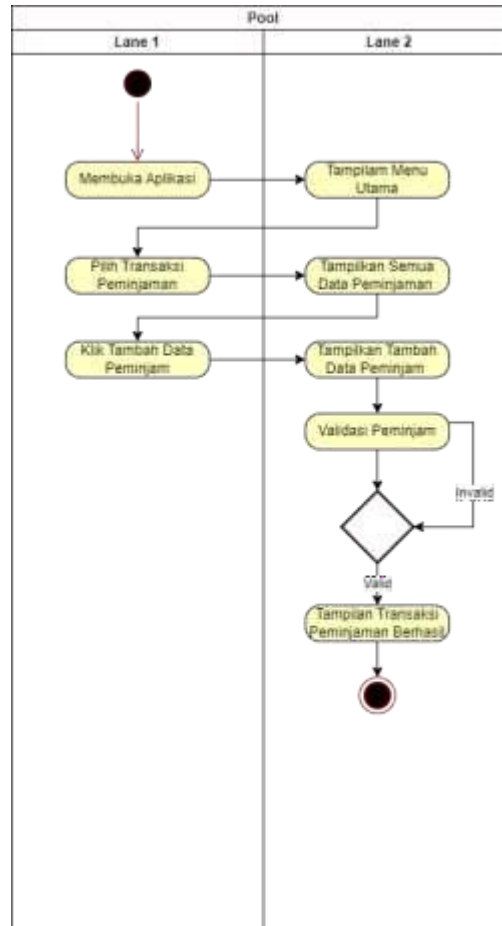 Pool
Lane 1
Lane 2
Membuka Aplikasi
Tampilam Menu
Utama
Pilih Transaksi
Peminjaman
Tampilkan Semua
Data Peminjaman
Klik Tambah Data
Peminjam
Tampilkan Tambah
Data Peminjam
Validasi Peminjam
Invalid
Valid
Tampilan Transaksi
Peminjaman Berhasil